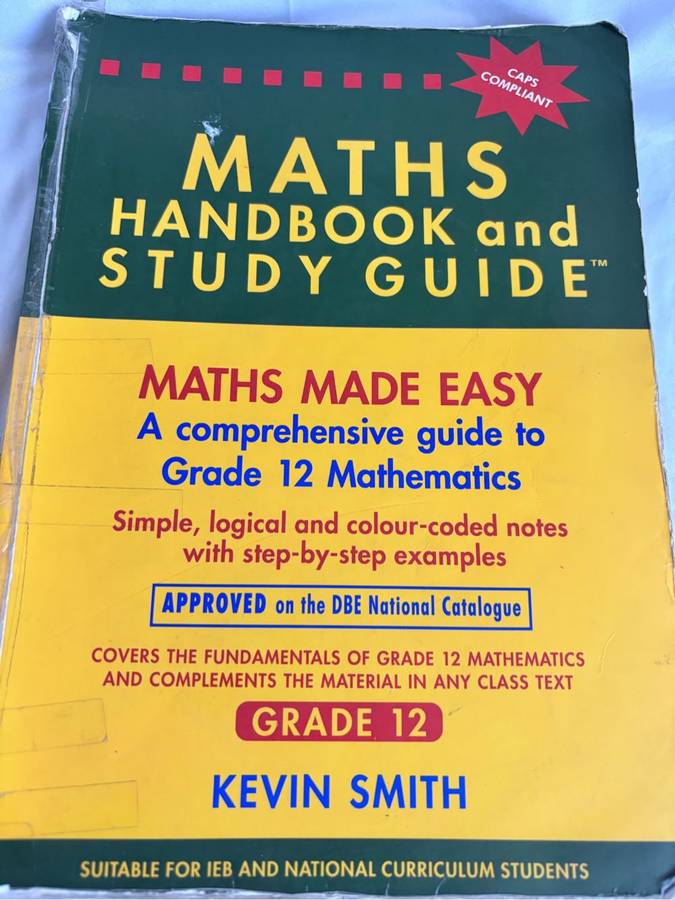 CAPS
COMPLIANT
MATHS
HANDBOOK and
STUDY GUIDE™
MATHS MADE EASY
A comprehensive guide to
Grade 12 Mathematics
Simple, logical and colour-coded notes
with step-by-step examples
APPROVED on the DBE National Catalogue
COVERS THE FUNDAMENTALS OF GRADE 12 MATHEMATICS
AND COMPLEMENTS THE MATERIAL IN ANY CLASS TEXT
GRADE 12
KEVIN SMITH
SUITABLE FOR IEB AND NATIONAL CURRICULUM STUDENTS